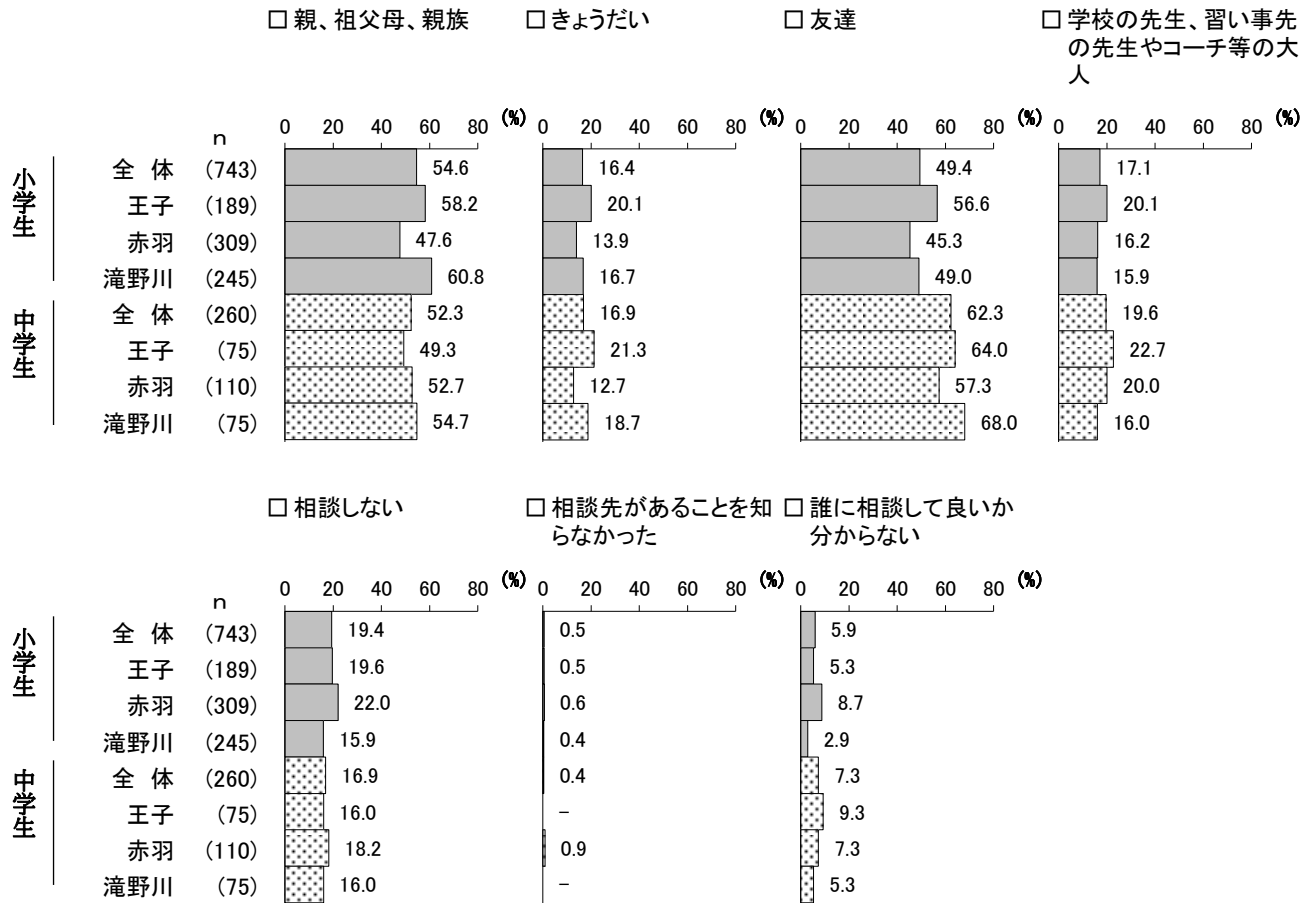 □ 親、祖父母、親族 □ きょうだい □ 友達 □ 学校の先生、習い事先
の先生やコーチ等の大
人
n 0 20 40 60 80 (%) 0 20 40 60 80 (%) 0 20 40 60 80 (%) 0 20 40 60 80 (%)
小学生
全 体 (743) 54.6 16.4 49.4 17.1
王子 (189) 58.2 20.1 56.6 20.1
赤羽 (309) 47.6 13.9 45.3 16.2
滝野川 (245) 60.8 16.7 49.0 15.9
中学生
全 体 (260) 52.3 16.9 62.3 19.6
王子 (75) 49.3 21.3 64.0 22.7
赤羽 (110) 52.7 12.7 57.3 20.0
滝野川 (75) 54.7 18.7 68.0 16.0
□ 相談しない □ 相談先があることを知 □ 誰に相談して良いか
らなかった 分からない
n 0 20 40 60 80 (%) 0 20 40 60 80 (%) 0 20 40 60 80 (%)
小学生
全 体 (743) 19.4 0.5 5.9
王子 (189) 19.6 0.5 5.3
赤羽 (309) 22.0 0.6 8.7
滝野川 (245) 15.9 0.4 2.9
中学生
全 体 (260) 16.9 0.4 7.3
王子 (75) 16.0 － 9.3
赤羽 (110) 18.2 0.9 7.3
滝野川 (75) 16.0 － 5.3